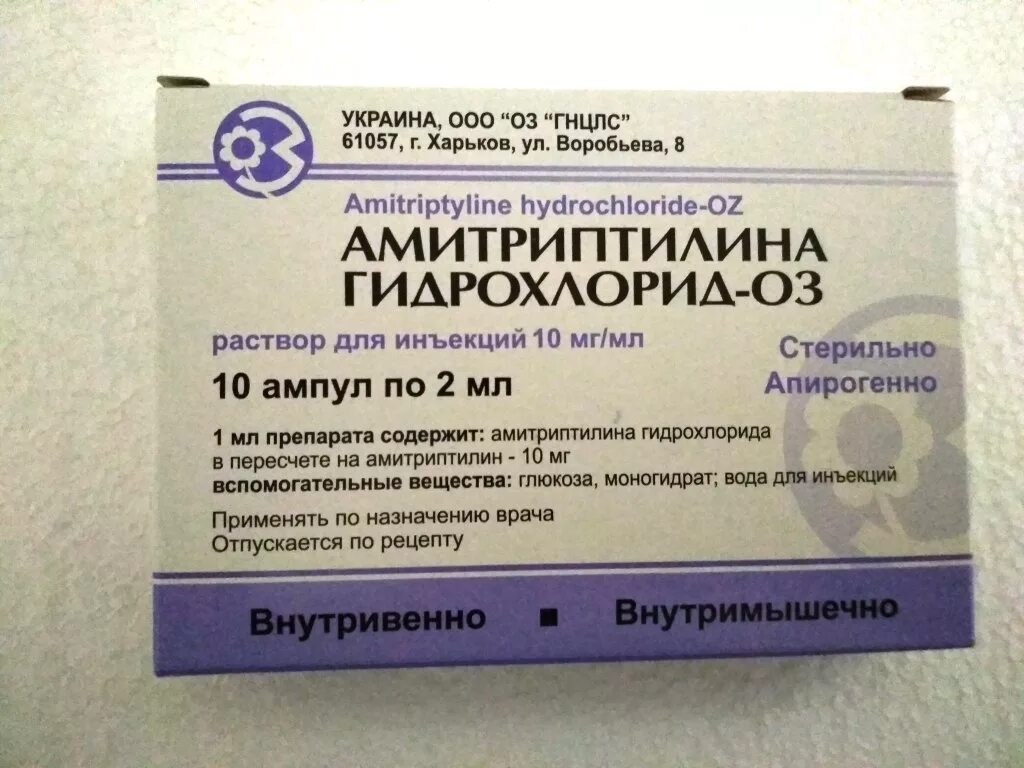 УКРАИНА, ООО "ОЗ "ГНЦЛС"
61057, г. Харьков, ул. Воробьева, 8
Amitriptyline hydrochloride-OZ
АМИТРИПТИЛИНА
ГИДРОХЛОРИД-ОЗ
раствор для инъекций 10 мг/мл
Стерильно
10 ампул по 2 мл
Апирогенно
1 мл препарата содержит: амитриптилина гидрохлорида
в пересчете на амитриптилин - 10 мг
вспомогательные вещества: глюкоза, моногидрат; вода для инъекций
Применять по назначению врача
Отпускается по рецепту
Внутривенно ■ Внутримышечно